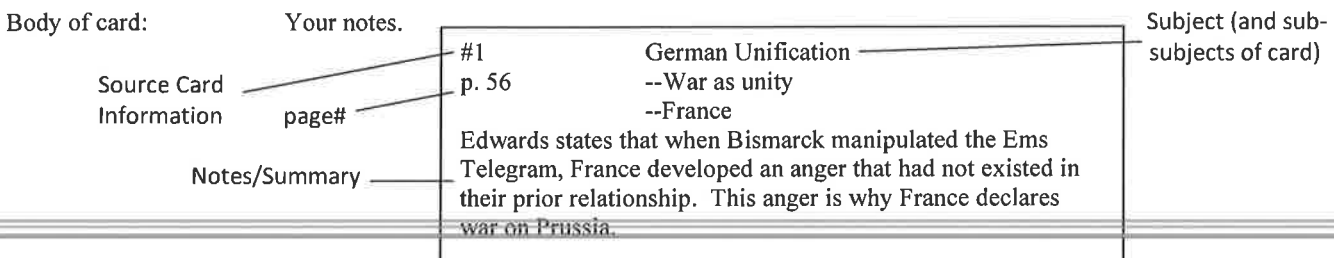 Body of card: Your notes.
Subject (and sub-
subjects of card)
#1 German Unification
Source Card
Information
p. 56 --War as unity
page#
--France
Edwards states that when Bismarck manipulated the Ems
Telegram, France developed an anger that had not existed in
Notes/Summary
their prior relationship. This anger is why France declares
war on Prussia.